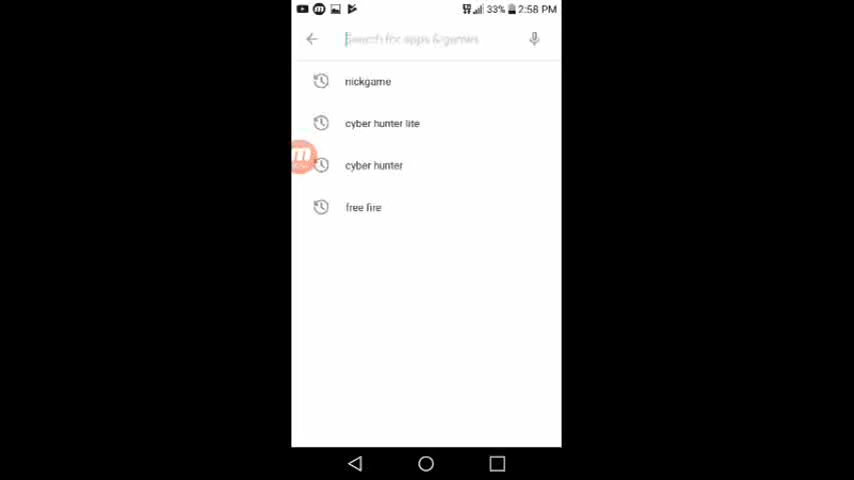 33% 2:58 PM
Search for apps & games
nickgame
cyber hunter lite
cyber hunter
free fire